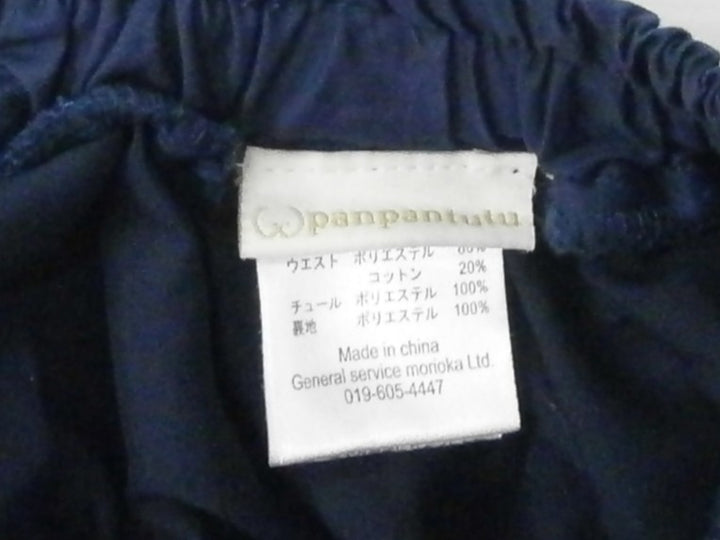 panpantutu
ウエスト ポリエステル 80%
コットン 20%
チュール ポリエステル 100%
裏地 ポリエステル 100%
Made in china
General service morioka Ltd.
019-605-4447